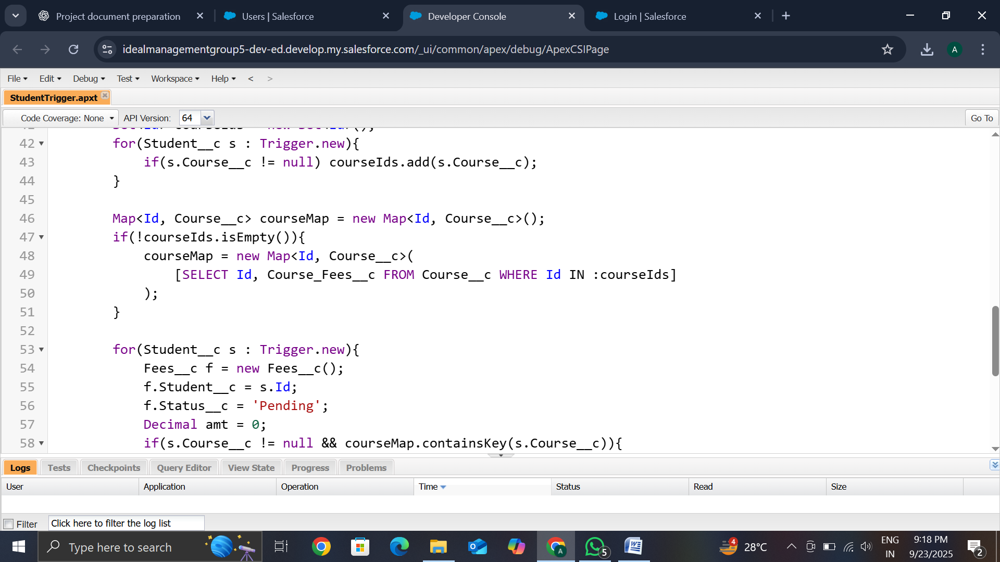 Project document preparation
Users | Salesforce
Developer Console
Login | Salesforce
idealmanagementgroup5-dev-ed.develop.my.salesforce.com/_ui/common/apex/debug/ApexCSIPage
A
File Edit Debug Test Workspace Help < >
StudentTrigger.apxt
Code Coverage: None API Version: 64 Go To
42 for(Student__c s : Trigger.new){
43 if(s.Course__c != null) courseIds.add(s.Course__c);
44 }
45
46 Map<Id, Course__c> courseMap = new Map<Id, Course__c>();
47 if(!courseIds.isEmpty()){
48 courseMap = new Map<Id, Course__c>(
49 [SELECT Id, Course_Fees__c FROM Course__c WHERE Id IN :courseIds]
50 );
51 }
52
53 for(Student__c s : Trigger.new){
54 Fees__c f = new Fees__c();
55 f.Student__c = s.Id;
56 f.Status__c = 'Pending';
57 Decimal amt = 0;
58 if(s.Course__c != null && courseMap.containsKey(s.Course__c)){
Logs Tests Checkpoints Query Editor View State Progress Problems
User Application Operation Time Status Read Size
Filter Click here to filter the log list
Type here to search
A
5
4
28°C
ENG
IN
9:18 PM
9/23/2025
2